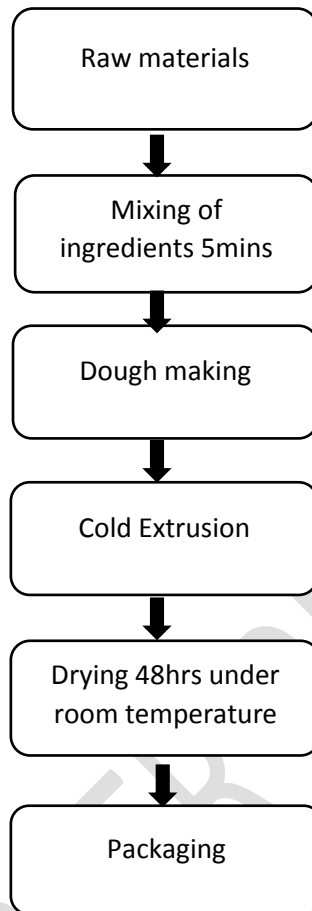 Raw materials
Mixing of
ingredients 5mins
Dough making
Cold Extrusion
Drying 48hrs under
room temperature
Packaging